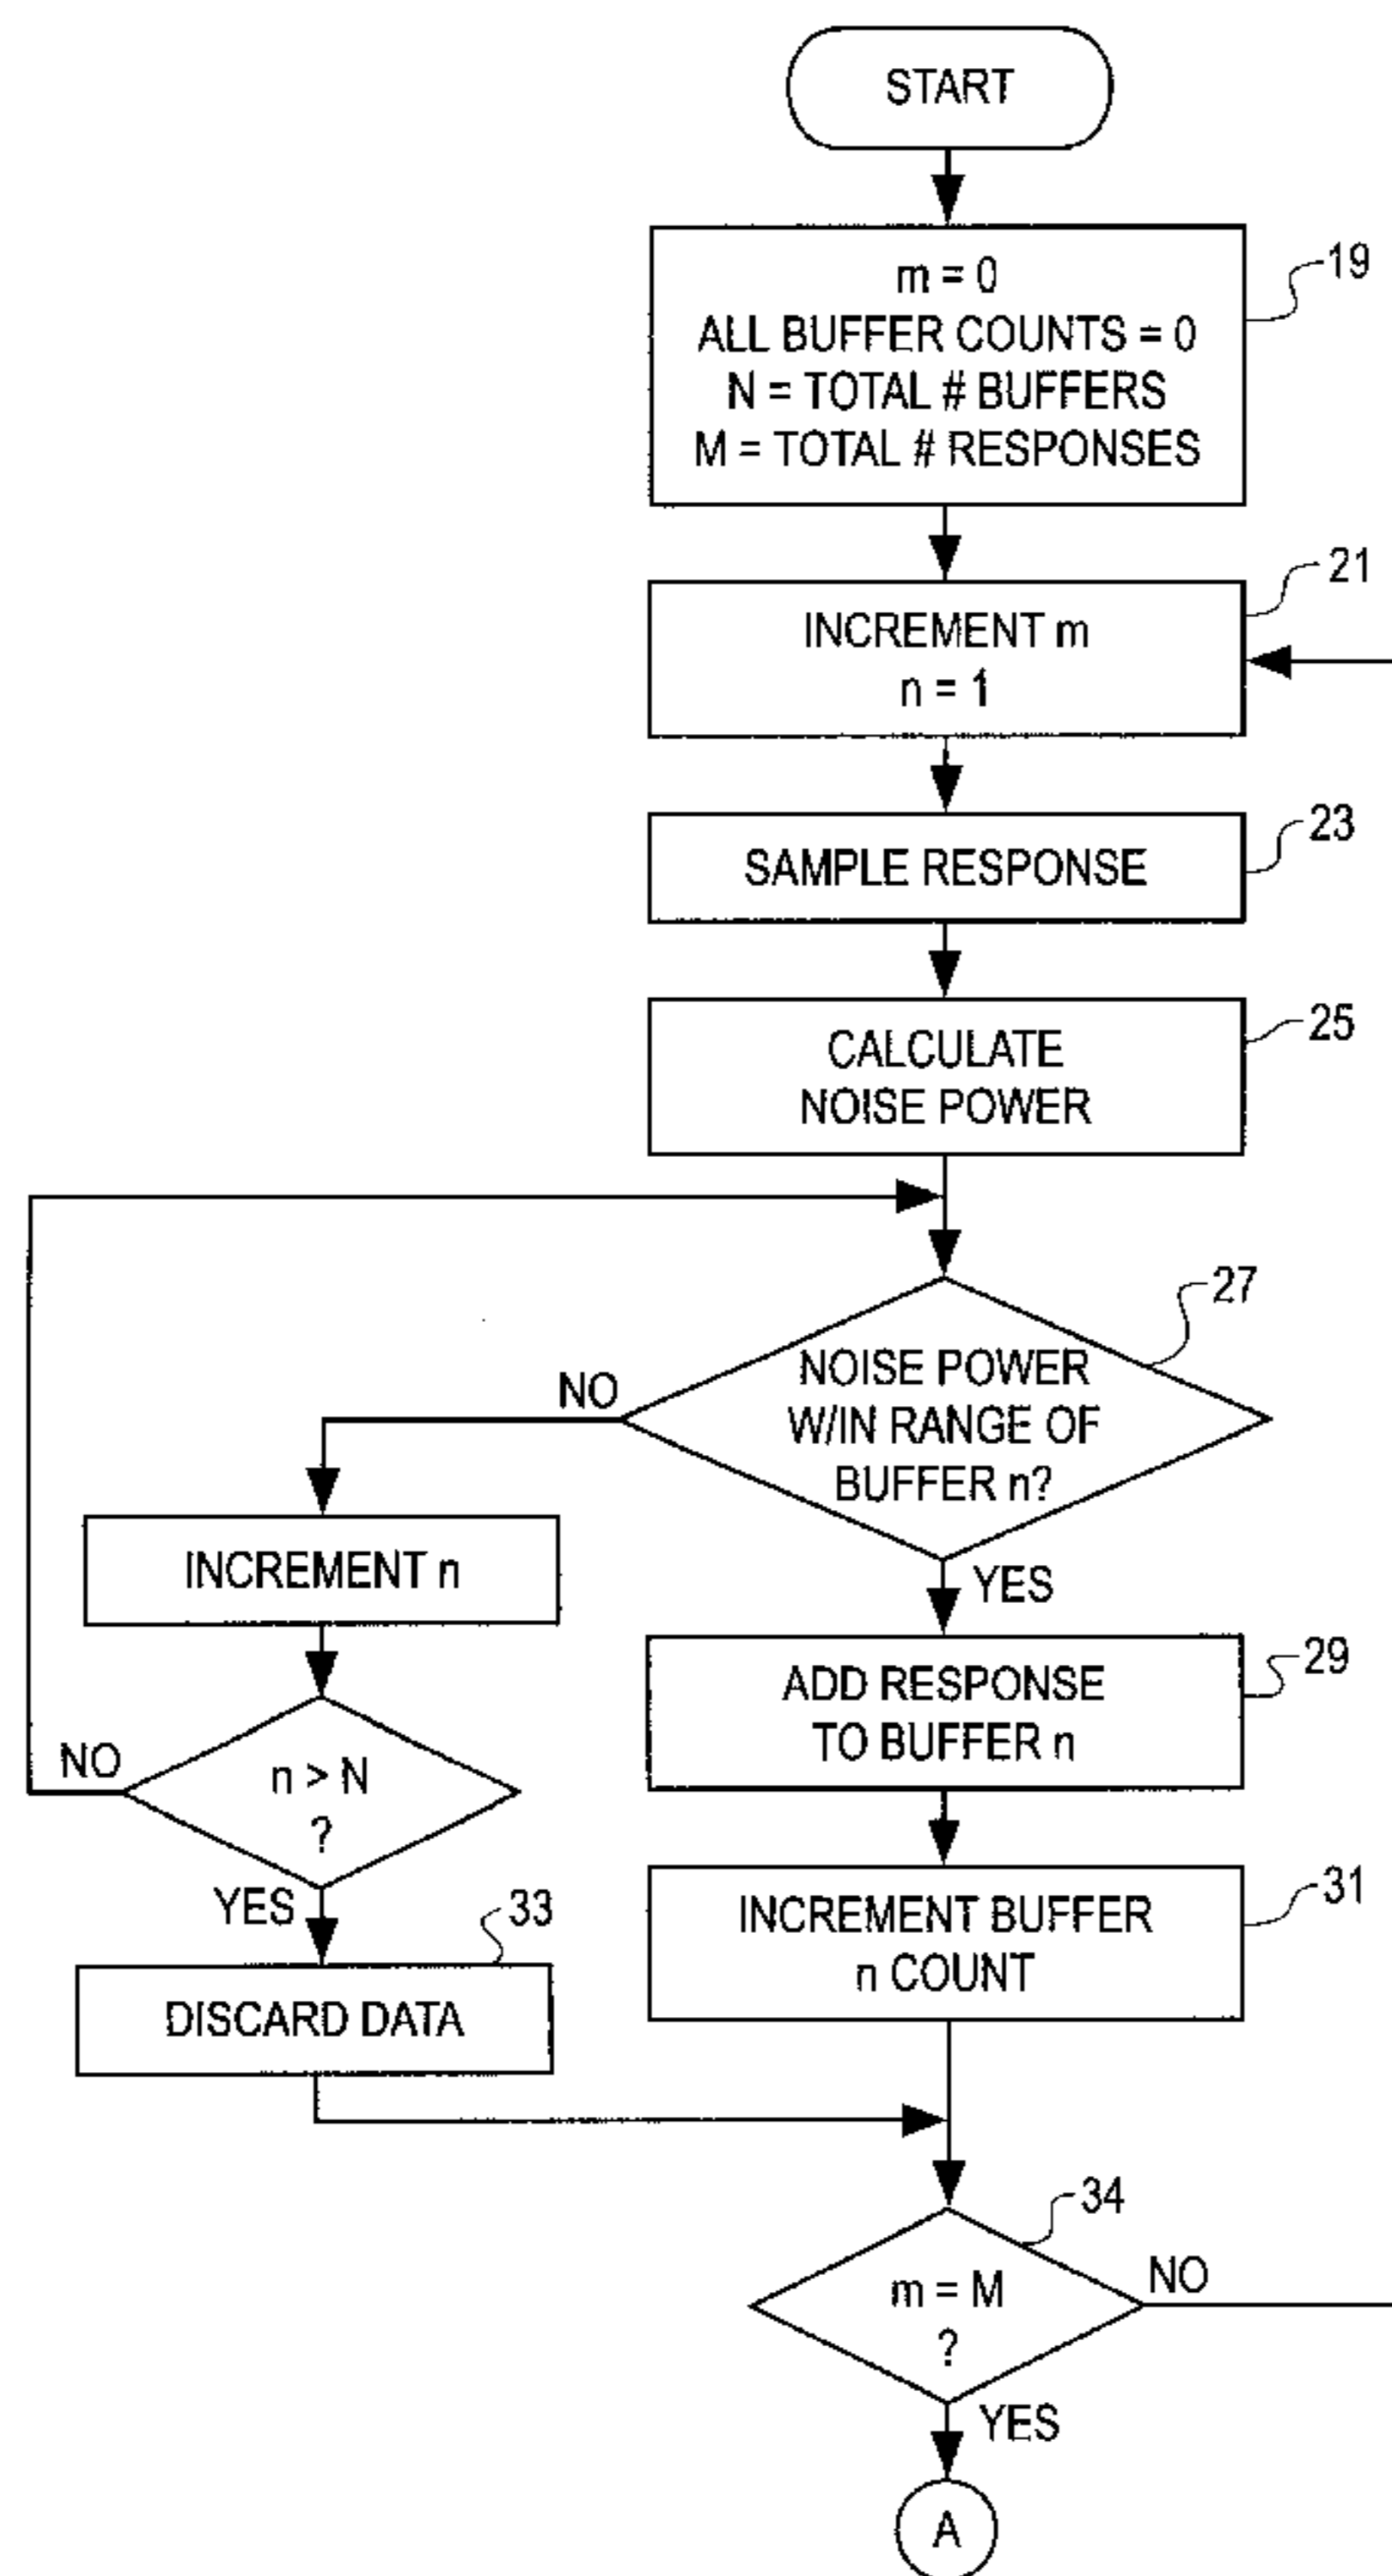 START
m = 0
ALL BUFFER COUNTS = 0
N = TOTAL # BUFFERS
M = TOTAL # RESPONSES
19
INCREMENT m
n = 1
21
SAMPLE RESPONSE
23
CALCULATE
NOISE POWER
25
NOISE POWER
W/IN RANGE OF
BUFFER n?
27
NO
YES
INCREMENT n
ADD RESPONSE
TO BUFFER n
29
n > N
?
NO
YES
INCREMENT BUFFER
n COUNT
31
DISCARD DATA
33
m = M
?
34
NO
YES
A